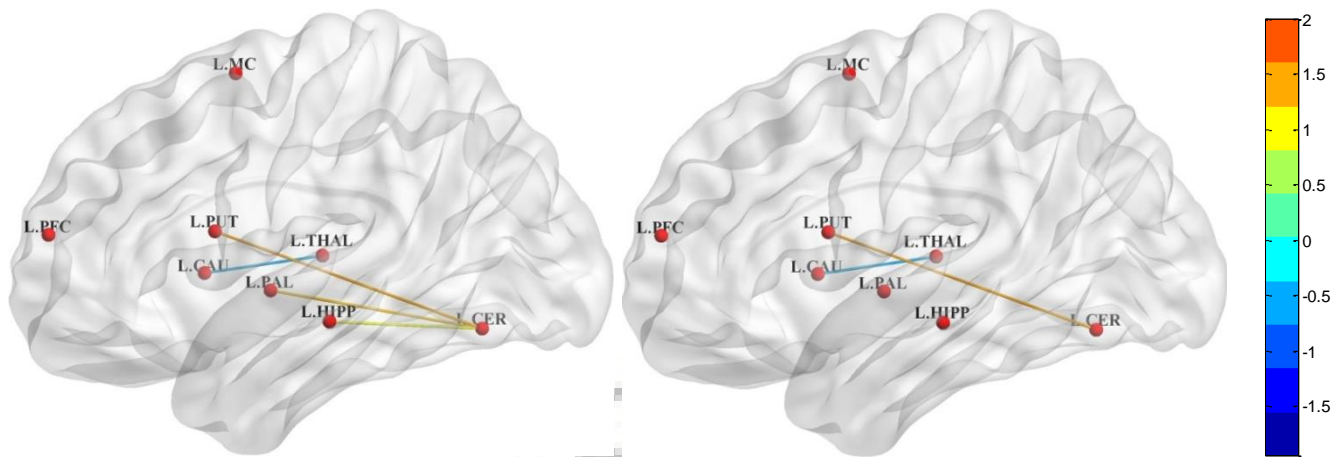 L.MC
L.PFC
L.PUT
L.THAL
L.CAU
L.PAL
L.HIPP
L.CER
L.MC
L.PFC
L.PUT
L.THAL
L.CAU
L.PAL
L.HIPP
L.CER
2
1.5
1
0.5
0
-0.5
-1
-1.5